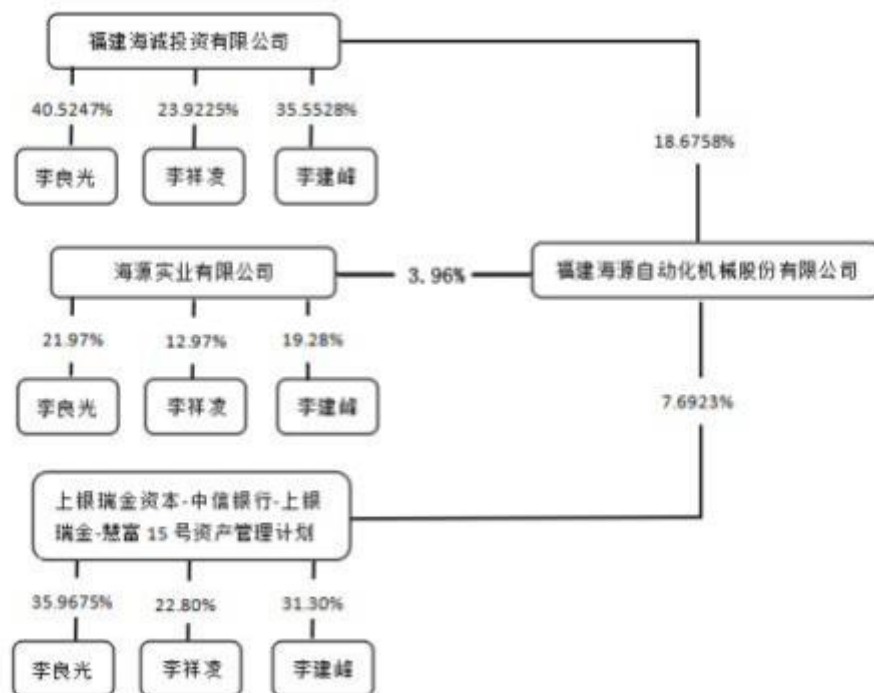 福建海诚投资有限公司
40.5247%
23.9225%
35.5528%
18.6758%
李良光
李祥凌
李建峰
海源实业有限公司
3.96%
福建海源自动化机械股份有限公司
21.97%
12.97%
19.28%
李良光
李祥凌
李建峰
7.6923%
上银瑞金资本-中信银行-上银
瑞金-慧富 15 号资产管理计划
35.9675%
22.80%
31.30%
李良光
李祥凌
李建峰